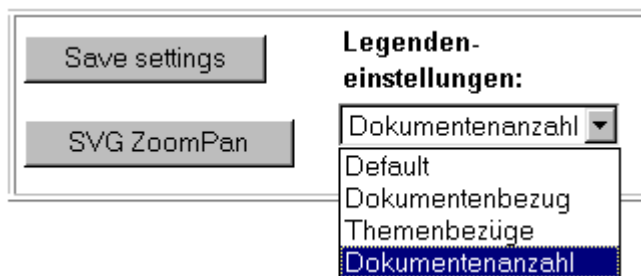 Save settings
SVG ZoomPan
Legenden-
einstellungen:
Dokumentenanzahl
Default
Dokumentenbezug
Themenbezüge
Dokumentenanzahl